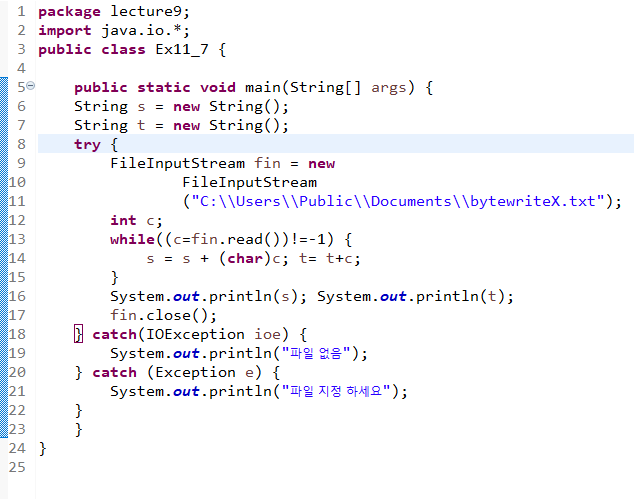 1 package lecture9;
2 import java.io.*;
3 public class Ex11_7 {
4
5 public static void main(String[] args) {
6 String s = new String();
7 String t = new String();
8 try {
9 FileInputStream fin = new
10 FileInputStream
11 ("C:\\Users\\Public\\Documents\\bytewriteX.txt");
12 int c;
13 while((c=fin.read())!=-1) {
14 s = s + (char)c; t= t+c;
15 }
16 System.out.println(s); System.out.println(t);
17 fin.close();
18 } catch(IOException ioe) {
19 System.out.println("파일 없음");
20 } catch (Exception e) {
21 System.out.println("파일 지정 하세요");
22 }
23 }
24 }
25